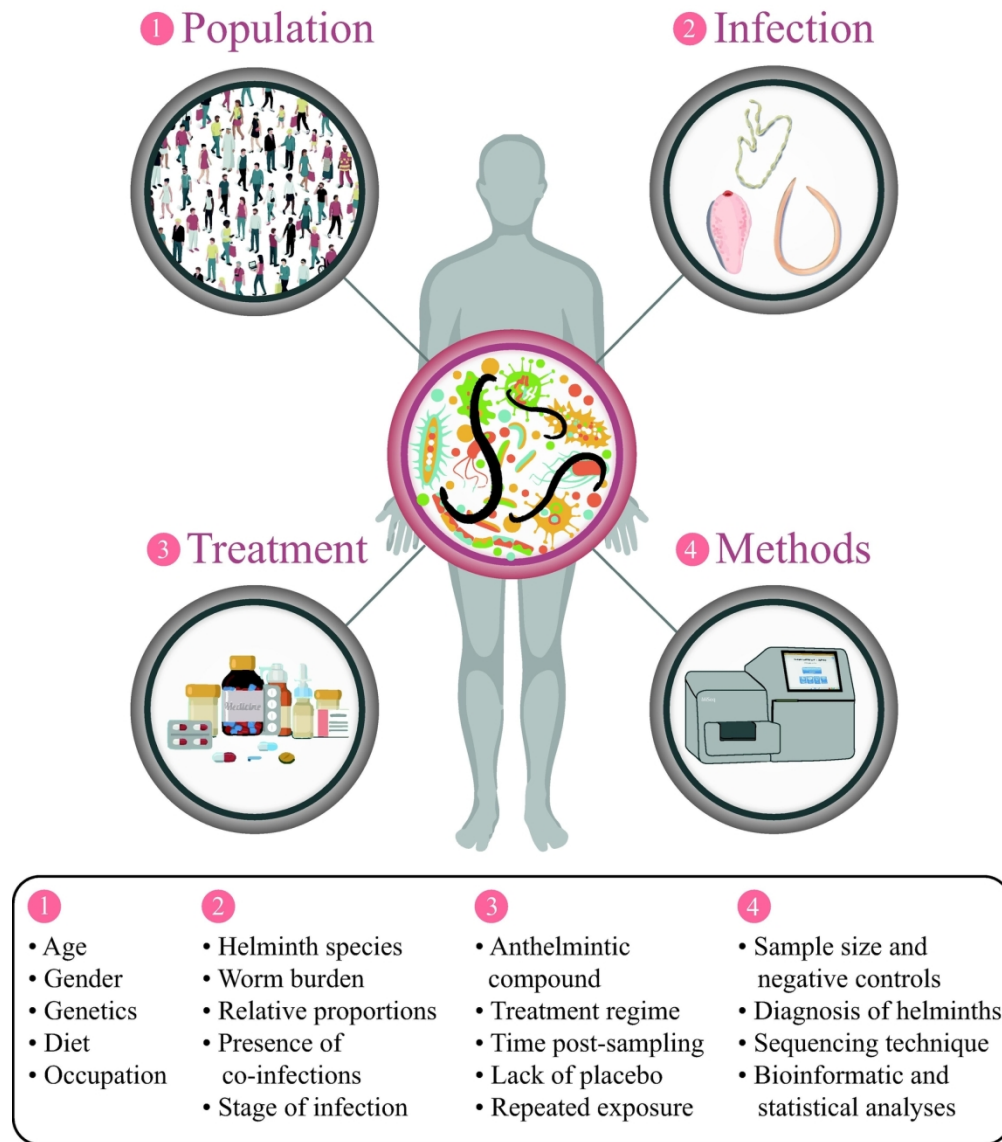 1 Population
2 Infection
3 Treatment
4 Methods
Medicine
1
• Age
• Gender
• Genetics
• Diet
• Occupation
2
• Helminth species
• Worm burden
• Relative proportions
• Presence of
co-infections
• Stage of infection
3
• Anthelmintic
compound
• Treatment regime
• Time post-sampling
• Lack of placebo
• Repeated exposure
4
• Sample size and
negative controls
• Diagnosis of helminths
• Sequencing technique
• Bioinformatic and
statistical analyses